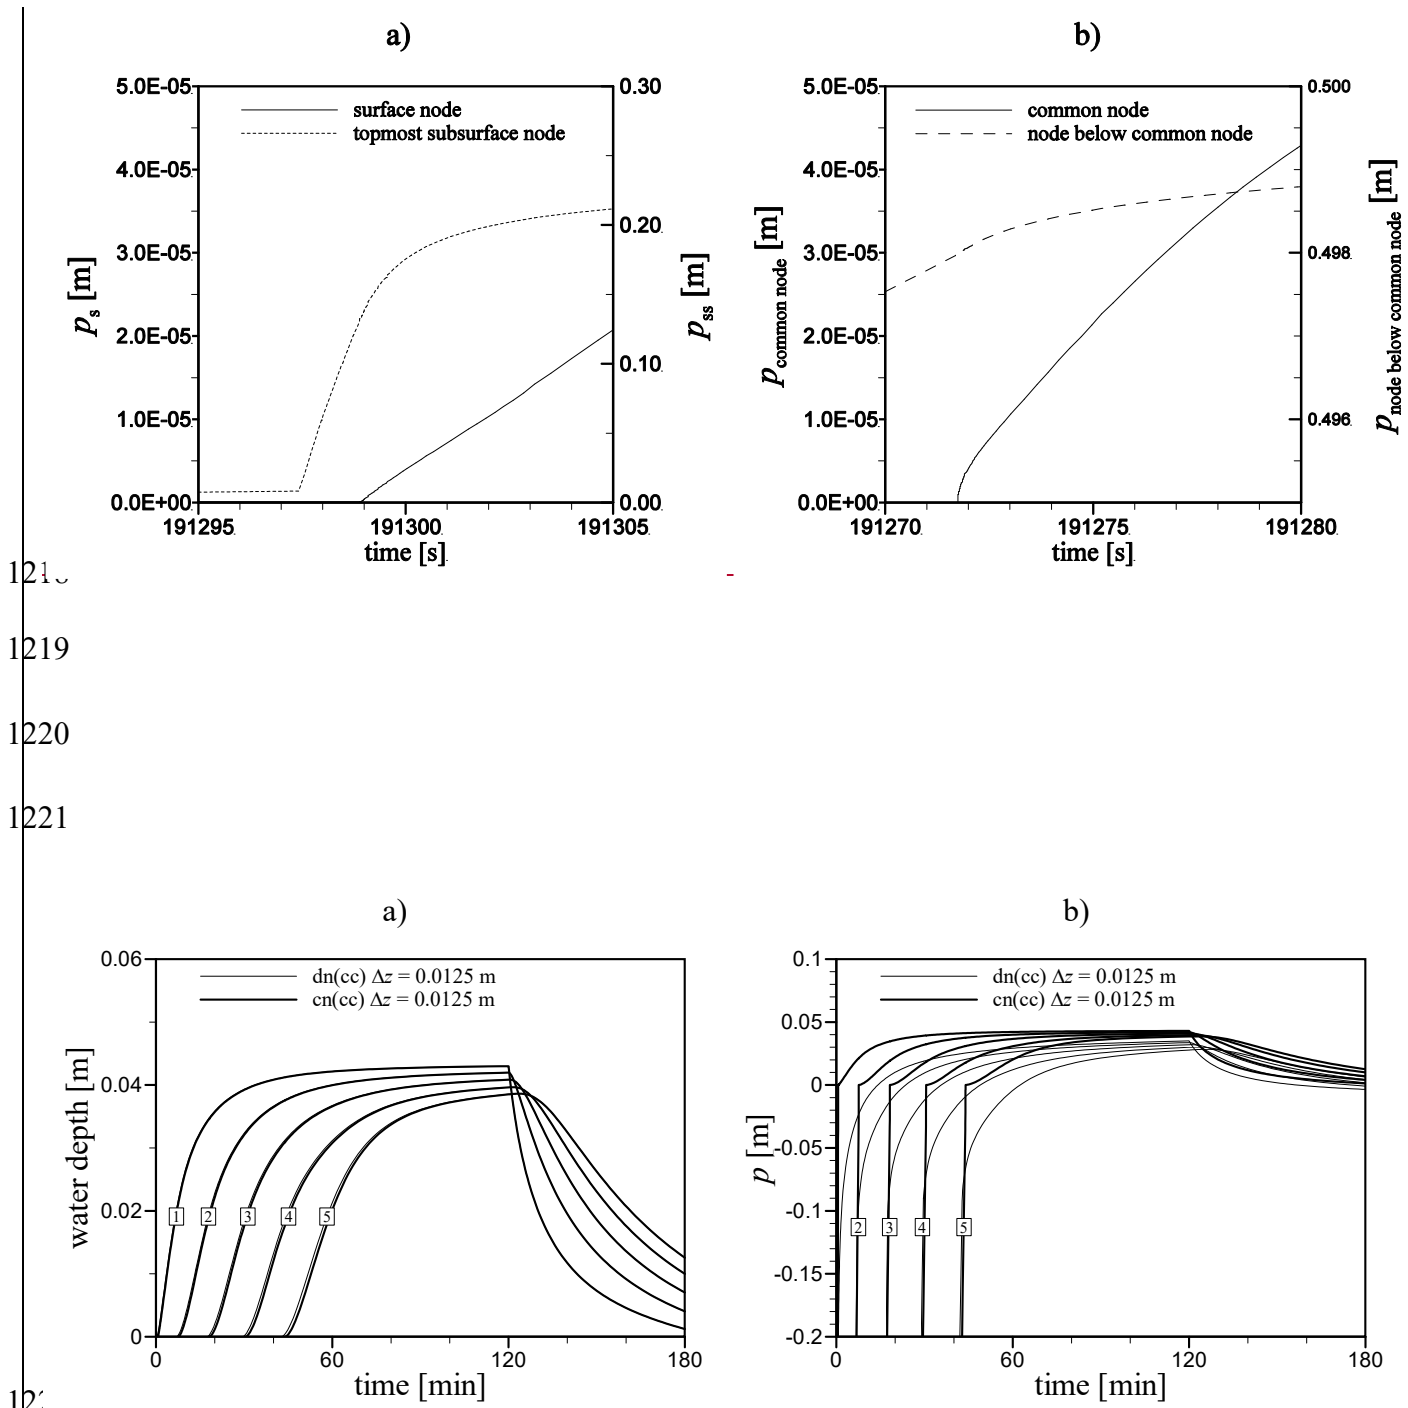 a)
5.0E-05
4.0E-05
3.0E-05
2.0E-05
1.0E-05
0.0E+00
0.30
0.20
0.10
0.00
surface node
topmost subsurface node
ps [m]
pss [m]
191295
191300
191305
time [s]
b)
5.0E-05
4.0E-05
3.0E-05
2.0E-05
1.0E-05
0.0E+00
0.500
0.498
0.496
common node
node below common node
pcommon node [m]
pnode below common node [m]
191270
191275
191280
time [s]
1219
1220
1221
a)
0.06
0.04
0.02
0
dn(cc) Δz = 0.0125 m
cn(cc) Δz = 0.0125 m
water depth [m]
1
2
3
4
5
0
60
120
180
time [min]
b)
0.1
0.05
0
-0.05
-0.1
-0.15
-0.2
dn(cc) Δz = 0.0125 m
cn(cc) Δz = 0.0125 m
p [m]
2
3
4
5
0
60
120
180
time [min]